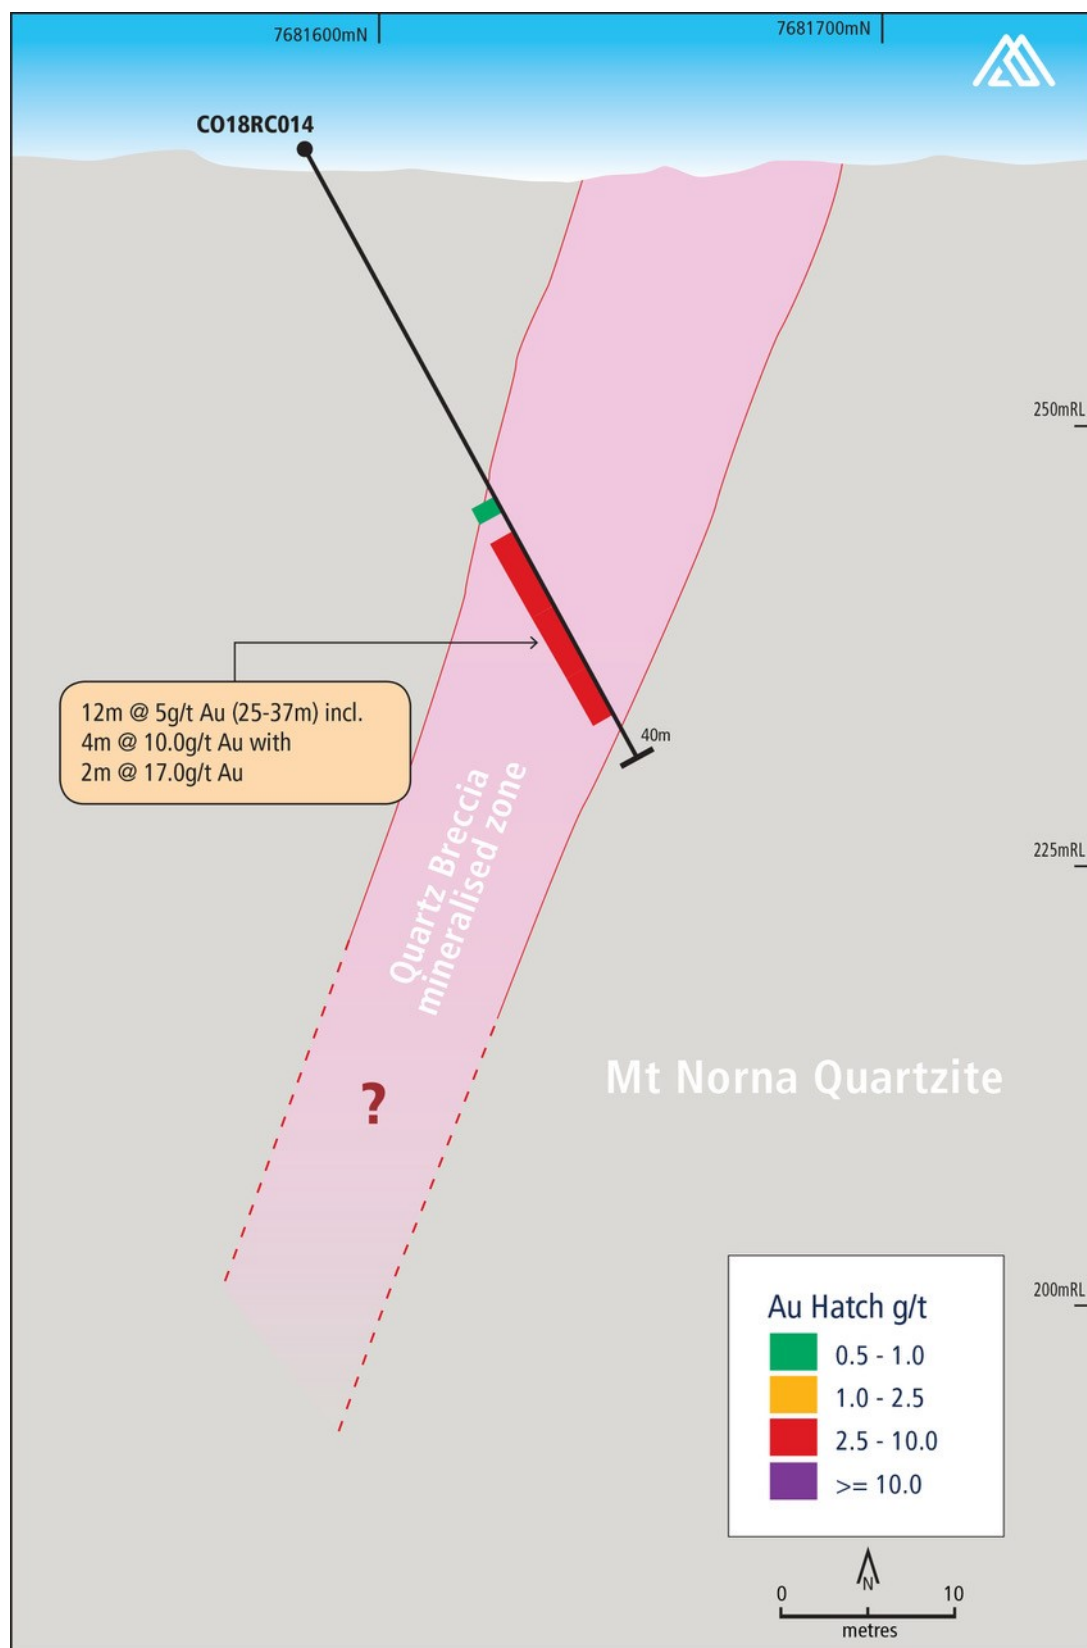 7681600mN
7681700mN
CO18RC014
250mRL
12m @ 5g/t Au (25-37m) incl.
4m @ 10.0g/t Au with
2m @ 17.0g/t Au
40m
Quartz Breccia
mineralised zone
225mRL
?
Mt Norna Quartzite
200mRL
Au Hatch g/t
0.5 - 1.0
1.0 - 2.5
2.5 - 10.0
>= 10.0
N
0 10
metres